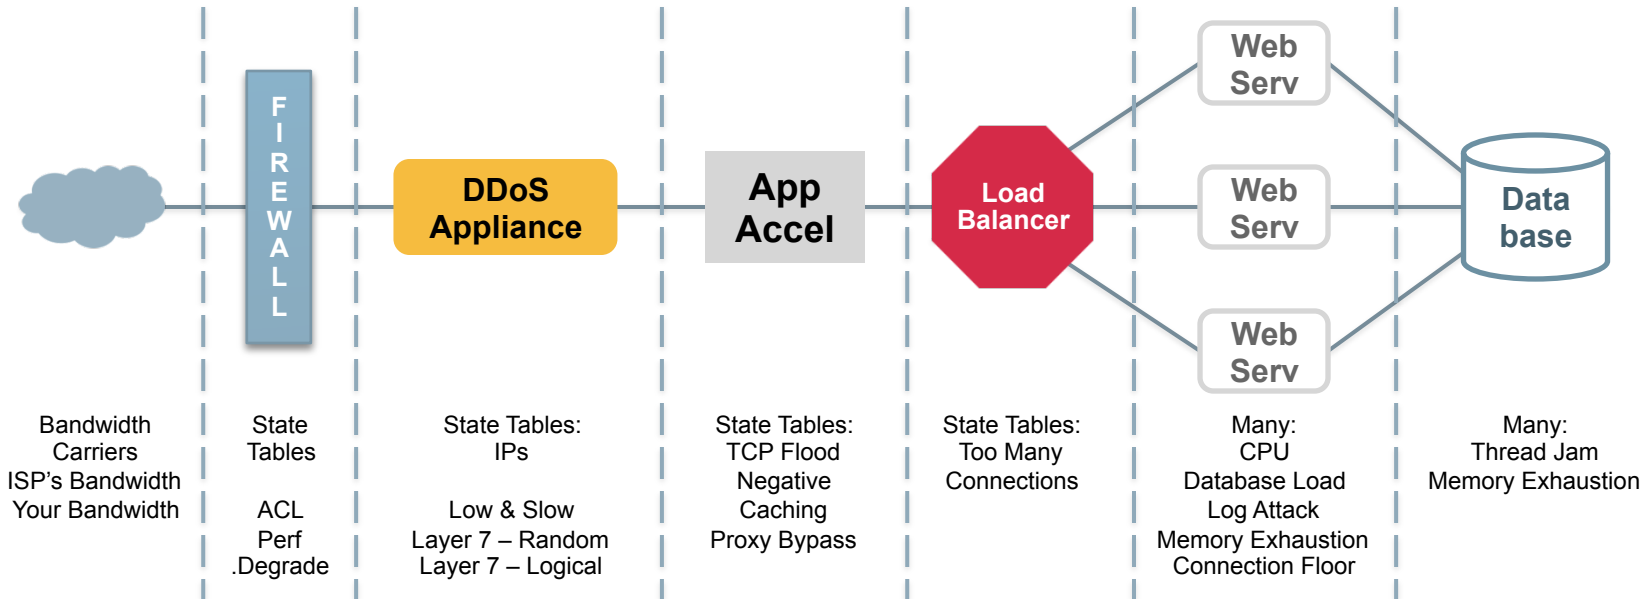 FIREWALL
DDoS
Appliance
App
Accel
Load
Balancer
Web
Serv
Web
Serv
Web
Serv
Data
base
Bandwidth
Carriers
ISP's Bandwidth
Your Bandwidth
State
Tables
ACL
Perf
.Degrade
State Tables:
IPs
Low & Slow
Layer 7 – Random
Layer 7 – Logical
State Tables:
TCP Flood
Negative
Caching
Proxy Bypass
State Tables:
Too Many
Connections
Many:
CPU
Database Load
Log Attack
Memory Exhaustion
Connection Floor
Many:
Thread Jam
Memory Exhaustion